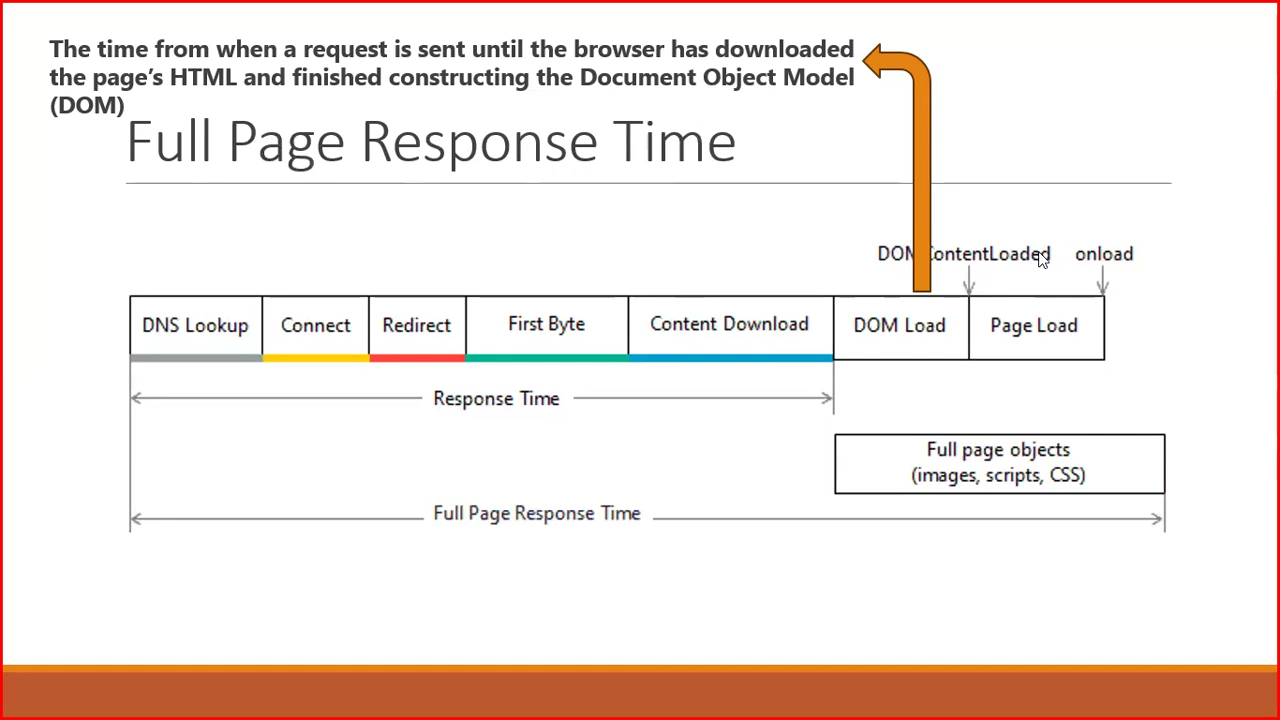 The time from when a request is sent until the browser has downloaded
the page’s HTML and finished constructing the Document Object Model
(DOM)
Full Page Response Time
DOMContentLoaded onload
DNS Lookup Connect Redirect First Byte Content Download DOM Load Page Load
Response Time
Full page objects
(images, scripts, CSS)
Full Page Response Time